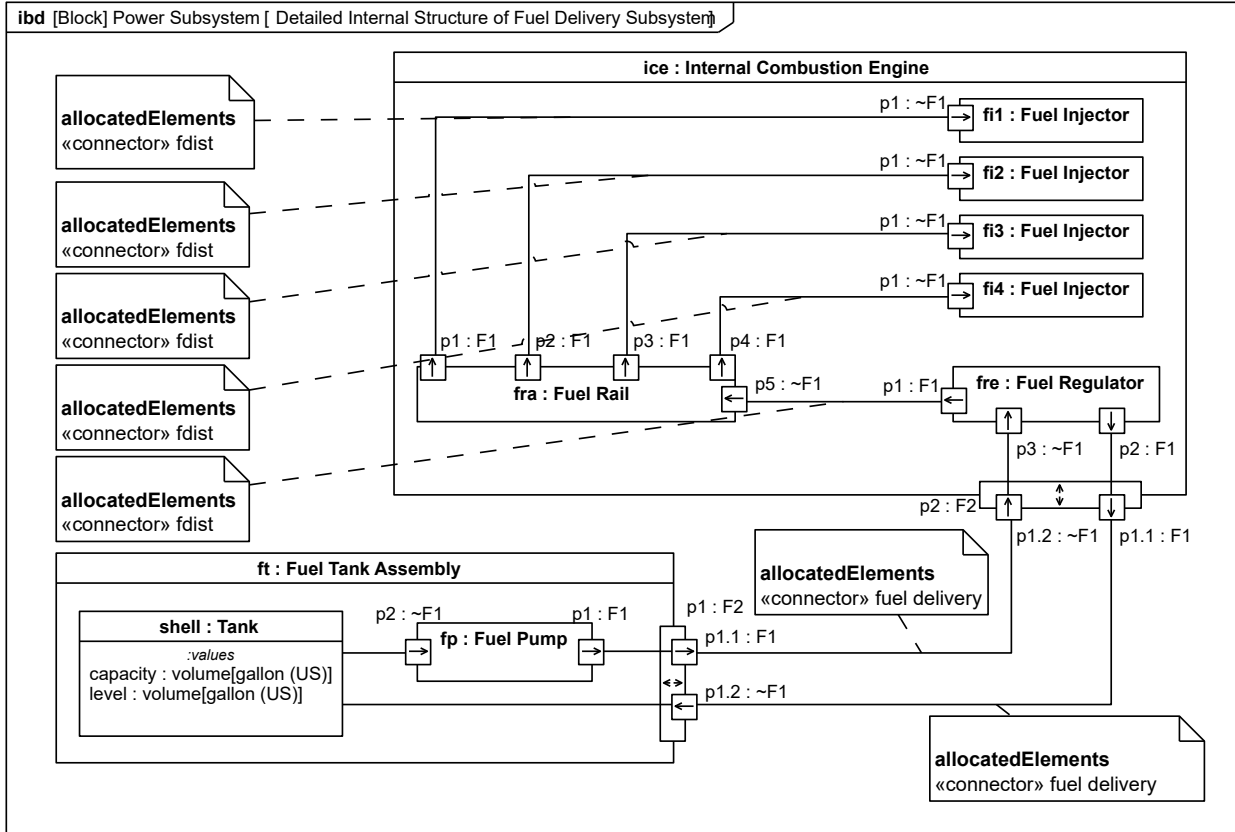 ibd [Block] Power Subsystem [ Detailed Internal Structure of Fuel Delivery Subsystem]
ice : Internal Combustion Engine
allocatedElements
«connector» fdist
p1 : ~F1
fi1 : Fuel Injector
p1 : ~F1
fi2 : Fuel Injector
allocatedElements
«connector» fdist
p1 : ~F1
fi3 : Fuel Injector
p1 : ~F1
fi4 : Fuel Injector
allocatedElements
«connector» fdist
p1 : F1
p2 : F1
p3 : F1
p4 : F1
fra : Fuel Rail
p5 : ~F1
p1 : F1
fre : Fuel Regulator
allocatedElements
«connector» fdist
p3 : ~F1
p2 : F1
allocatedElements
«connector» fdist
p2 : F2
p1.2 : ~F1
p1.1 : F1
ft : Fuel Tank Assembly
allocatedElements
«connector» fuel delivery
shell : Tank
:values
capacity : volume[gallon (US)]
level : volume[gallon (US)]
p2 : ~F1
fp : Fuel Pump
p1 : F1
p1 : F2
p1.1 : F1
p1.2 : ~F1
allocatedElements
«connector» fuel delivery